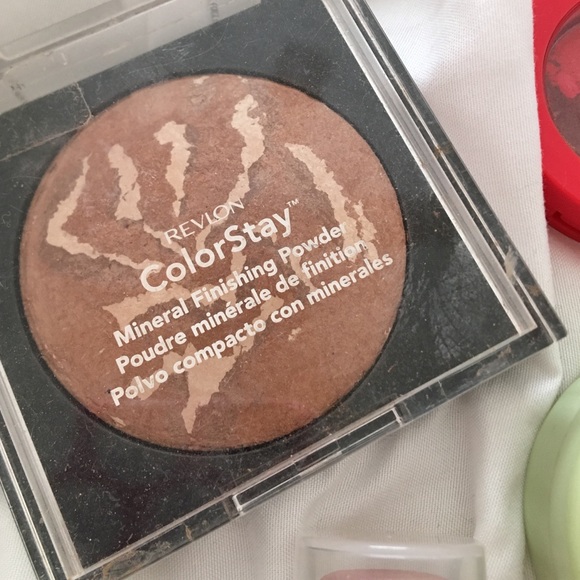 REVLON
ColorStay™
Mineral Finishing Powder
Poudre minérale de finition
Polvo compacto con minerales